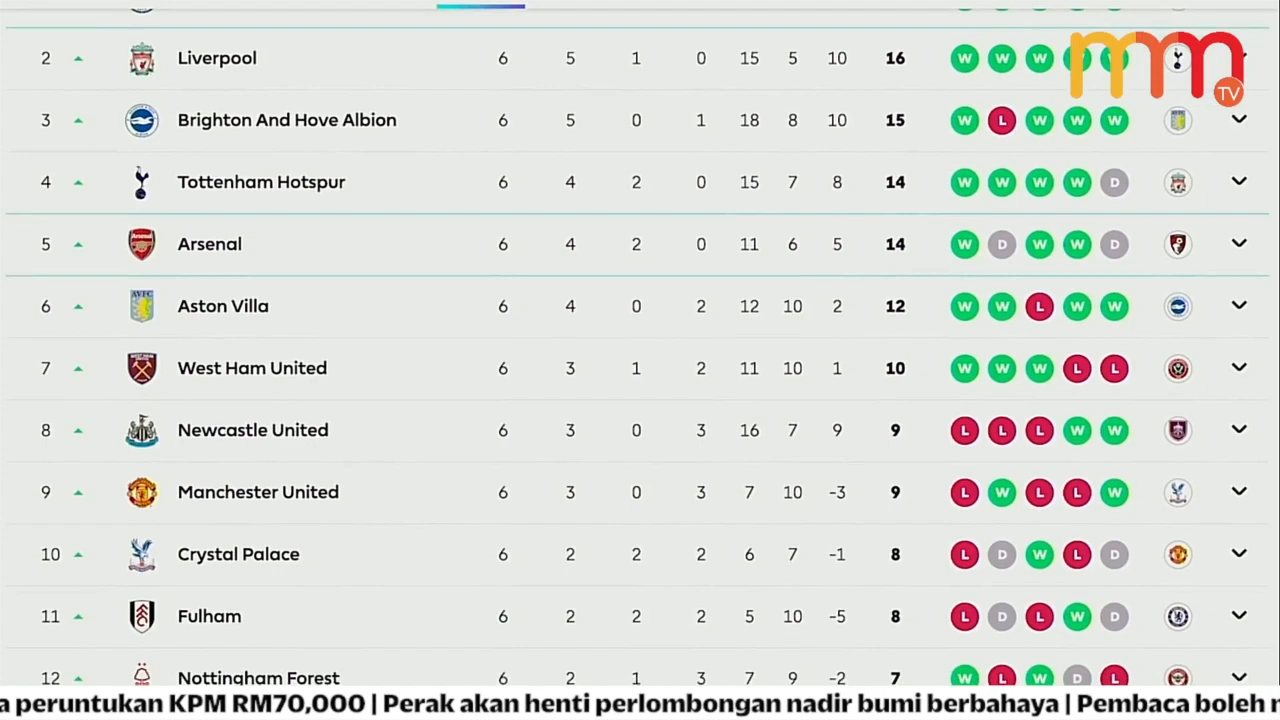 2 Liverpool 6 5 1 0 15 5 10 16 W W W W W
mm TV
3 Brighton And Hove Albion 6 5 0 1 18 8 10 15 W L W W W
4 Tottenham Hotspur 6 4 2 0 15 7 8 14 W W W W D
5 Arsenal 6 4 2 0 11 6 5 14 W D W W D
6 Aston Villa 6 4 0 2 12 10 2 12 W W L W W
7 West Ham United 6 3 1 2 11 10 1 10 W W W L L
8 Newcastle United 6 3 0 3 16 7 9 9 L L L W W
9 Manchester United 6 3 0 3 7 10 -3 9 L W L L W
10 Crystal Palace 6 2 2 2 6 7 -1 8 L D W L D
11 Fulham 6 2 2 2 5 10 -5 8 L D L W D
12 Nottingham Forest 6 2 1 3 7 9 -2 7 W L W D L
a peruntukan KPM RM70,000 | Perak akan henti perlombongan nadir bumi berbahaya | Pembaca boleh